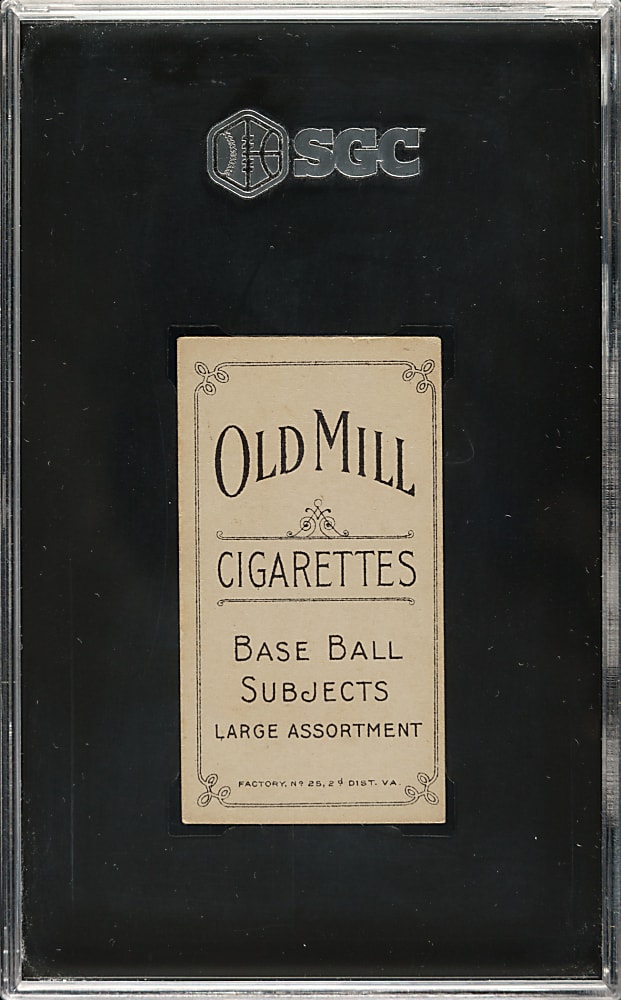 SGC
OLD MILL
CIGARETTES
BASE BALL
SUBJECTS
LARGE ASSORTMENT
FACTORY, Nº 25, 2d DIST. VA.